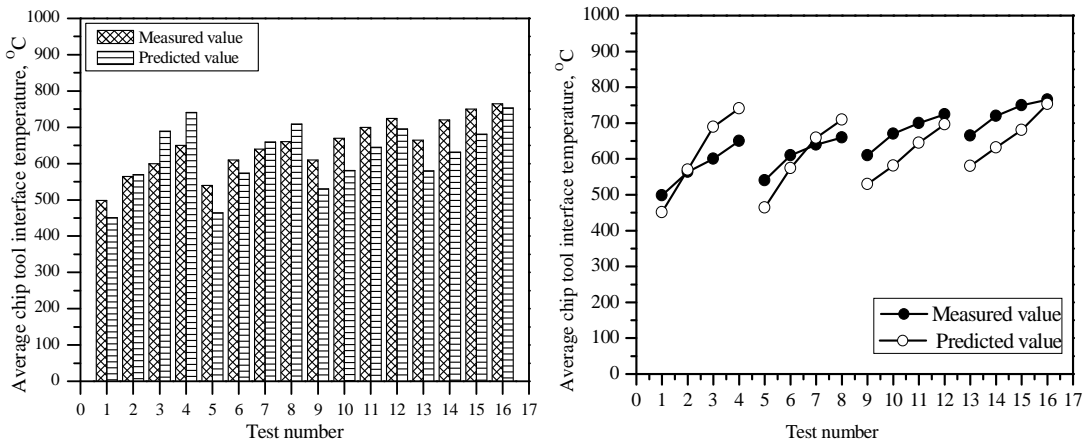 Average chip tool interface temperature, °C
1000
900
800
700
600
500
400
300
200
100
0
Measured value
Predicted value
0 1 2 3 4 5 6 7 8 9 10 11 12 13 14 15 16 17
Test number
Average chip tool interface temperature, °C
1000
900
800
700
600
500
400
300
200
100
0
Measured value
Predicted value
0 1 2 3 4 5 6 7 8 9 10 11 12 13 14 15 16 17
Test number